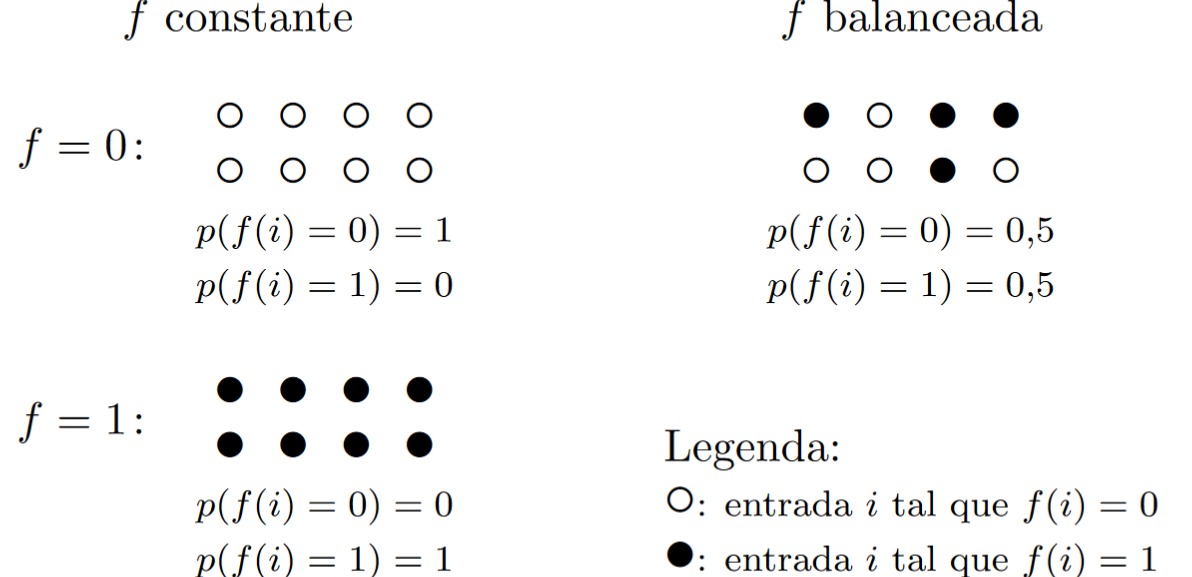 f constante
f = 0:
p(f(i) = 0) = 1
p(f(i) = 1) = 0
f = 1:
p(f(i) = 0) = 0
p(f(i) = 1) = 1
f balanceada
p(f(i) = 0) = 0,5
p(f(i) = 1) = 0,5
Legenda:
○: entrada i tal que f(i) = 0
●: entrada i tal que f(i) = 1